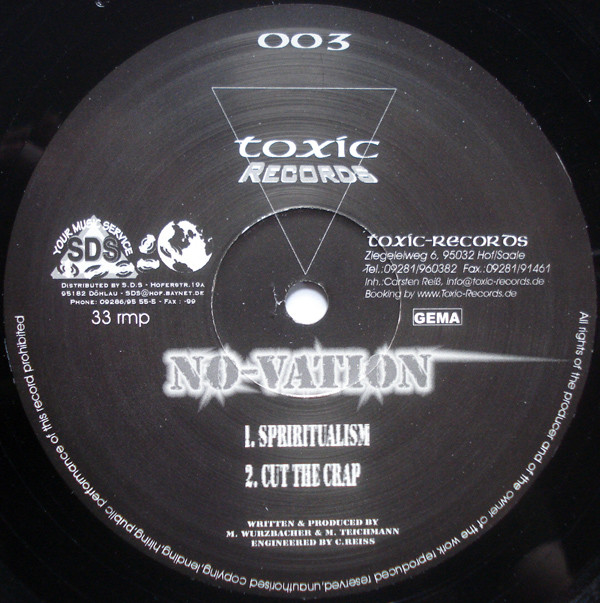 003
toxic
Records
YOUR MUSIC SERVICE
SDS
Distributed by S.D.S - Hoferstr.19a
95182 Döhlau - SDS@hof.baynet.de
Phone: 09286/95 55-5 - Fax : -99
33 rmp
toxic-records
Ziegeleiweg 6, 95032 Hof/Saale
Tel.:09281/960382 Fax.:09281/91461
Inh.:Carsten Reiß, info@toxic-records.de
Booking by www.Toxic-Records.de
GEMA
NO-VATION
1. SPRIRITUALISM
2. CUT THE CRAP
WRITTEN & PRODUCED BY
M. WURZBACHER & M. TEICHMANN
ENGINEERED BY C.REISS
All rights of the producer and of the owner of the work reproduced reserved,unauthorised copying,lending,hiring,public performance of this record prohibited